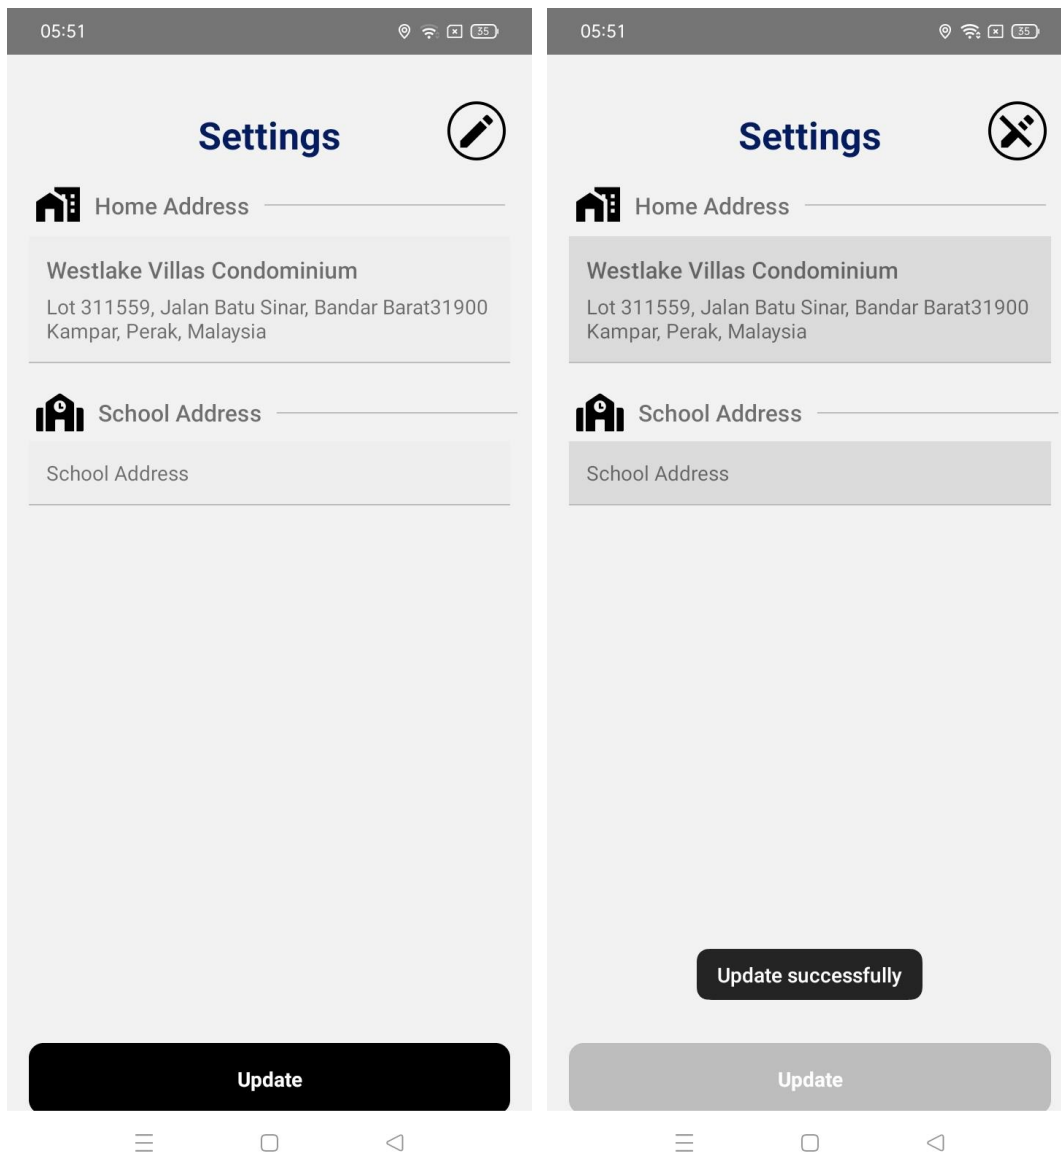 05:51
35
Settings
Home Address
Westlake Villas Condominium
Lot 311559, Jalan Batu Sinar, Bandar Barat31900
Kampar, Perak, Malaysia
School Address
School Address
Update
05:51
35
Settings
Home Address
Westlake Villas Condominium
Lot 311559, Jalan Batu Sinar, Bandar Barat31900
Kampar, Perak, Malaysia
School Address
School Address
Update successfully
Update